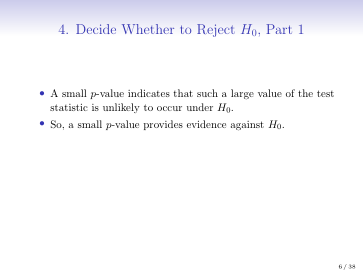 4. Decide Whether to Reject H₀, Part 1
• A small p-value indicates that such a large value of the test
statistic is unlikely to occur under H₀.
• So, a small p-value provides evidence against H₀.
6 / 38